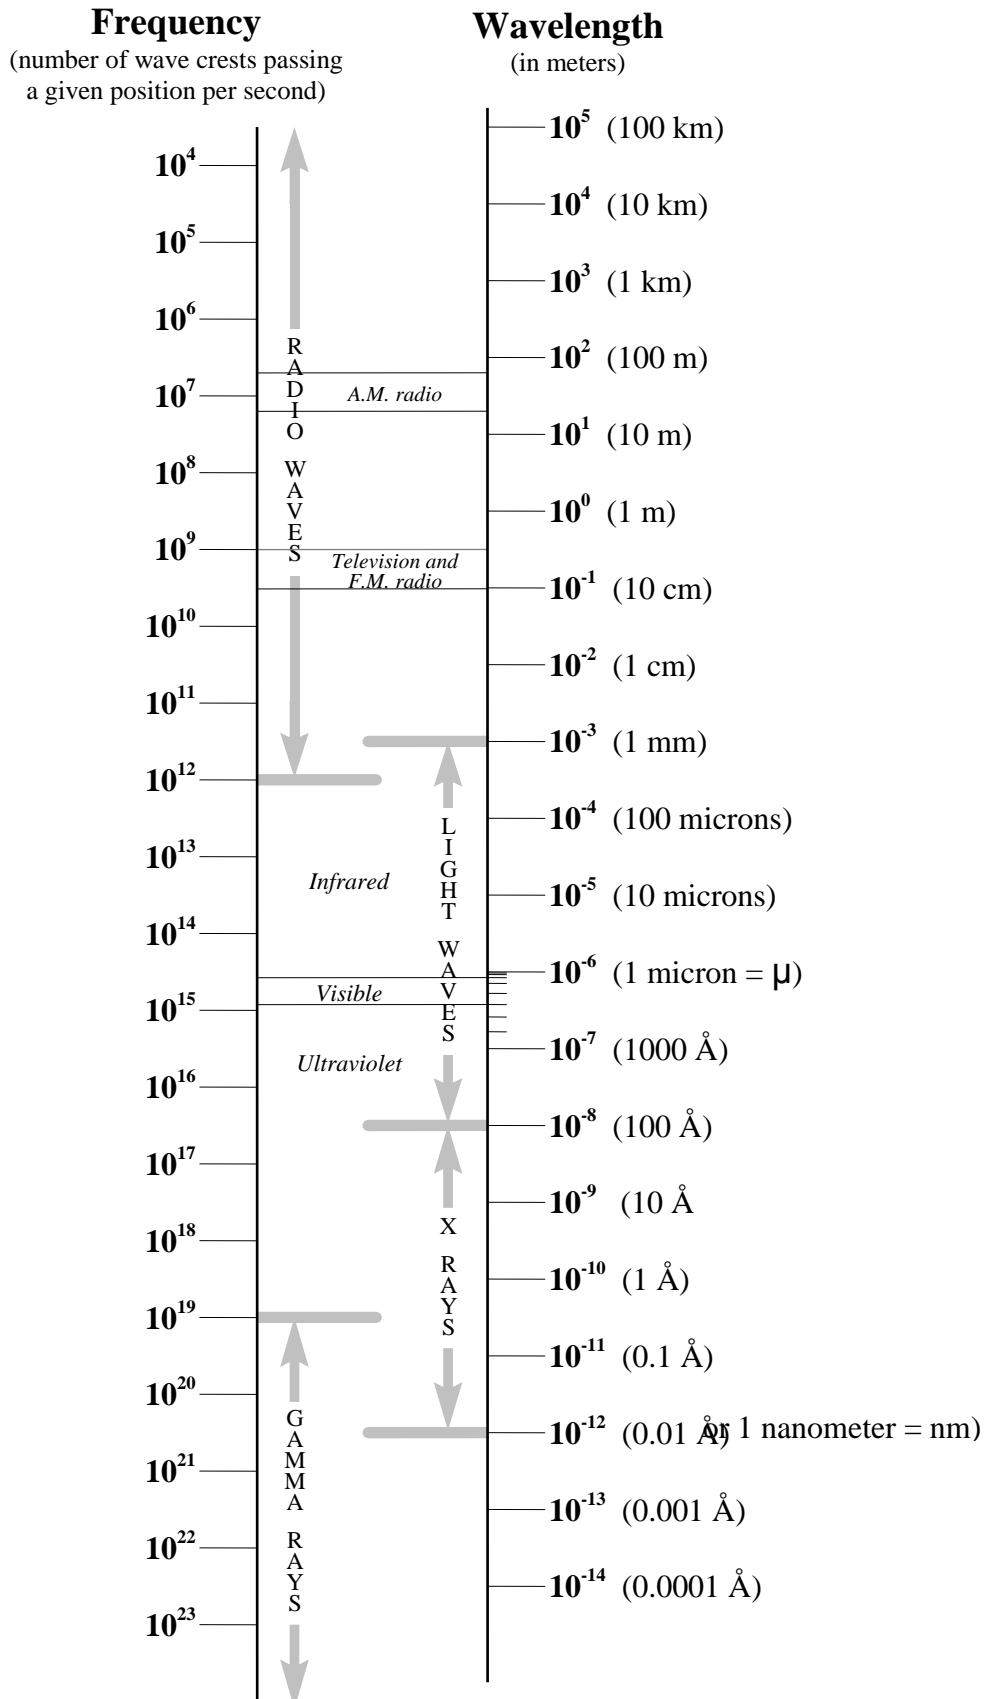 Frequency
(number of wave crests passing
a given position per second)
Wavelength
(in meters)
10^4
10^5
10^6
10^7
10^8
10^9
10^10
10^11
10^12
10^13
10^14
10^15
10^16
10^17
10^18
10^19
10^20
10^21
10^22
10^23
RADIO WAVES
A.M. radio
Television and
F.M. radio
Infrared
Visible
Ultraviolet
LIGHT WAVES
X RAYS
GAMMA RAYS
10^5 (100 km)
10^4 (10 km)
10^3 (1 km)
10^2 (100 m)
10^1 (10 m)
10^0 (1 m)
10^-1 (10 cm)
10^-2 (1 cm)
10^-3 (1 mm)
10^-4 (100 microns)
10^-5 (10 microns)
10^-6 (1 micron = μ)
10^-7 (1000 Å)
10^-8 (100 Å)
10^-9 (10 Å
10^-10 (1 Å)
10^-11 (0.1 Å)
10^-12 (0.01 Å) or 1 nanometer = nm)
10^-13 (0.001 Å)
10^-14 (0.0001 Å)